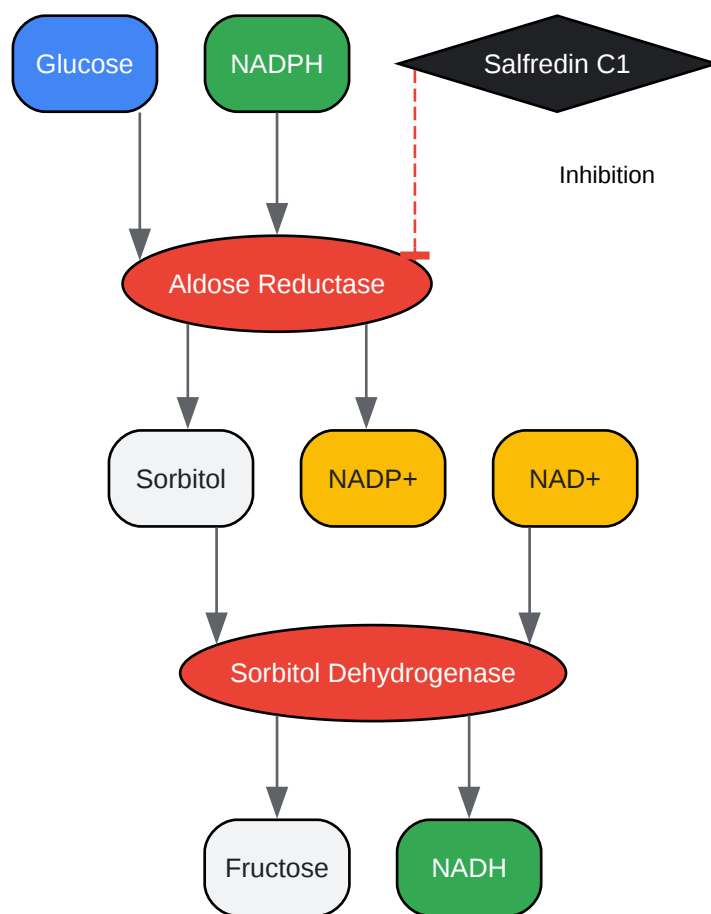 Glucose
NADPH
Salfredin C1
Inhibition
Aldose Reductase
Sorbitol
NADP+
NAD+
Sorbitol Dehydrogenase
Fructose
NADH